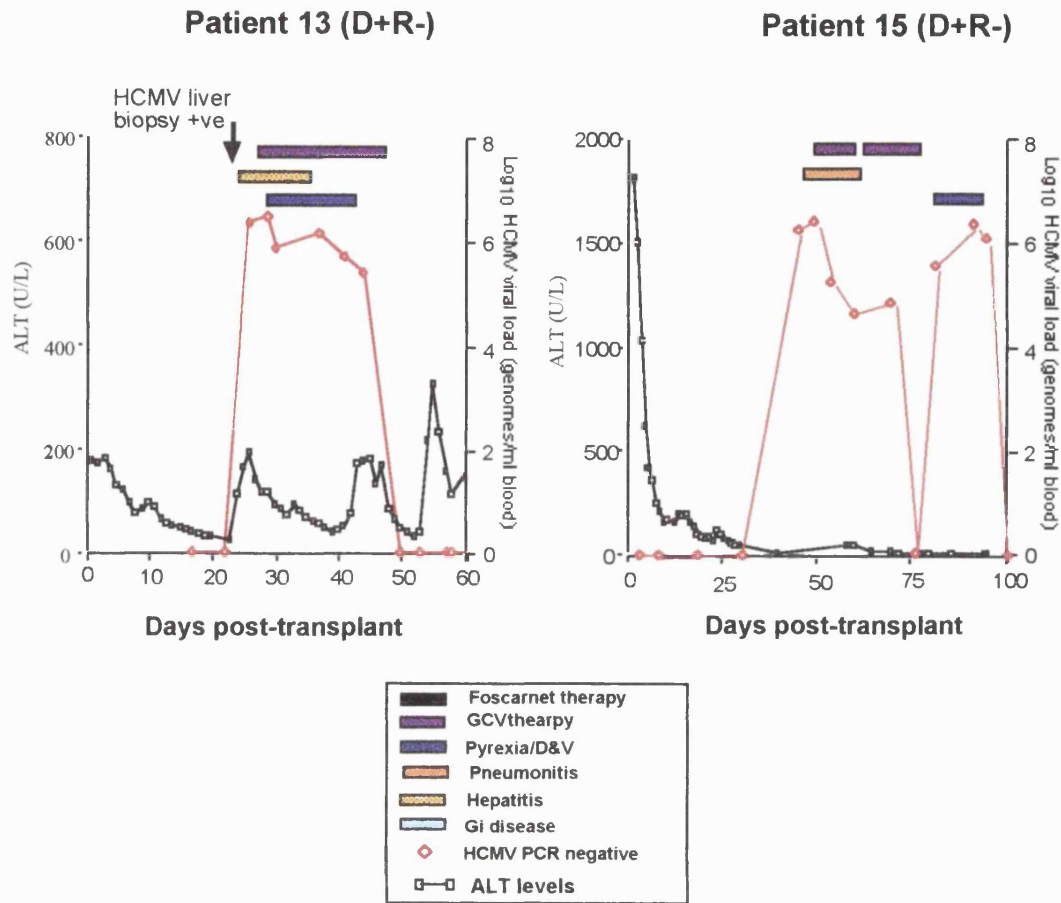 Patient 13 (D+R-)
Patient 15 (D+R-)
HCMV liver
biopsy +ve
800
600
400
200
0
ALT (U/L)
8
6
4
2
0
Log10 HCMV viral load (genomes/ml blood)
0 10 20 30 40 50 60
Days post-transplant
2000
1500
1000
500
0
ALT (U/L)
8
6
4
2
0
Log10 HCMV viral load (genomes/ml blood)
0 25 50 75 100
Days post-transplant
Foscarnet therapy
GCVthearpy
Pyrexia/D&V
Pneumonitis
Hepatitis
Gi disease
HCMV PCR negative
ALT levels